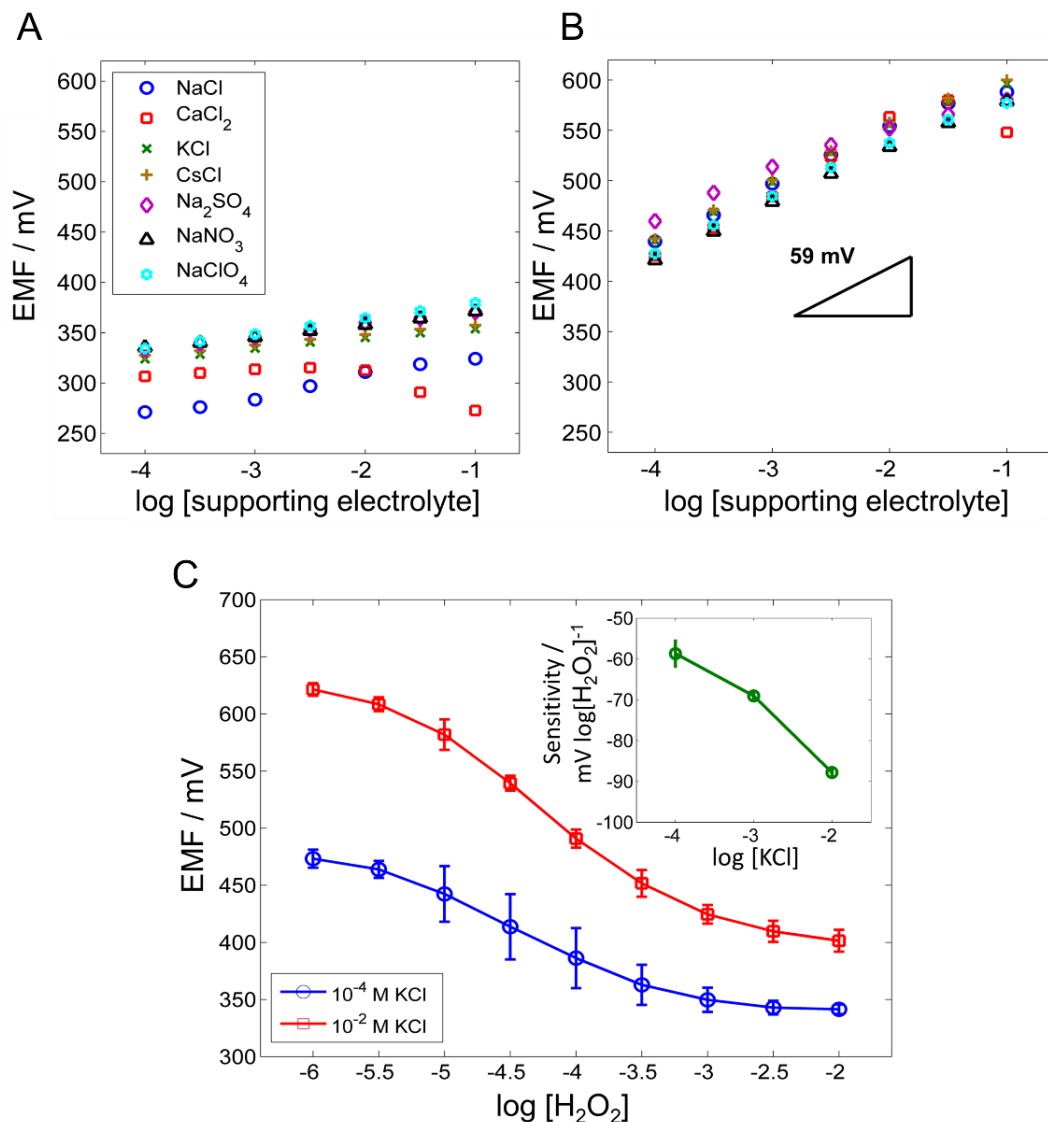 A
EMF / mV
600
550
500
450
400
350
300
250
NaCl
CaCl₂
KCl
CsCl
Na₂SO₄
NaNO₃
NaClO₄
-4
-3
-2
-1
log [supporting electrolyte]
B
EMF / mV
600
550
500
450
400
350
300
250
59 mV
-4
-3
-2
-1
log [supporting electrolyte]
C
EMF / mV
700
650
600
550
500
450
400
350
300
10⁻⁴ M KCl
10⁻² M KCl
-6
-5.5
-5
-4.5
-4
-3.5
-3
-2.5
-2
log [H₂O₂]
Sensitivity /
mV log[H₂O₂]⁻¹
-50
-60
-70
-80
-90
-100
-4
-3
-2
log [KCl]